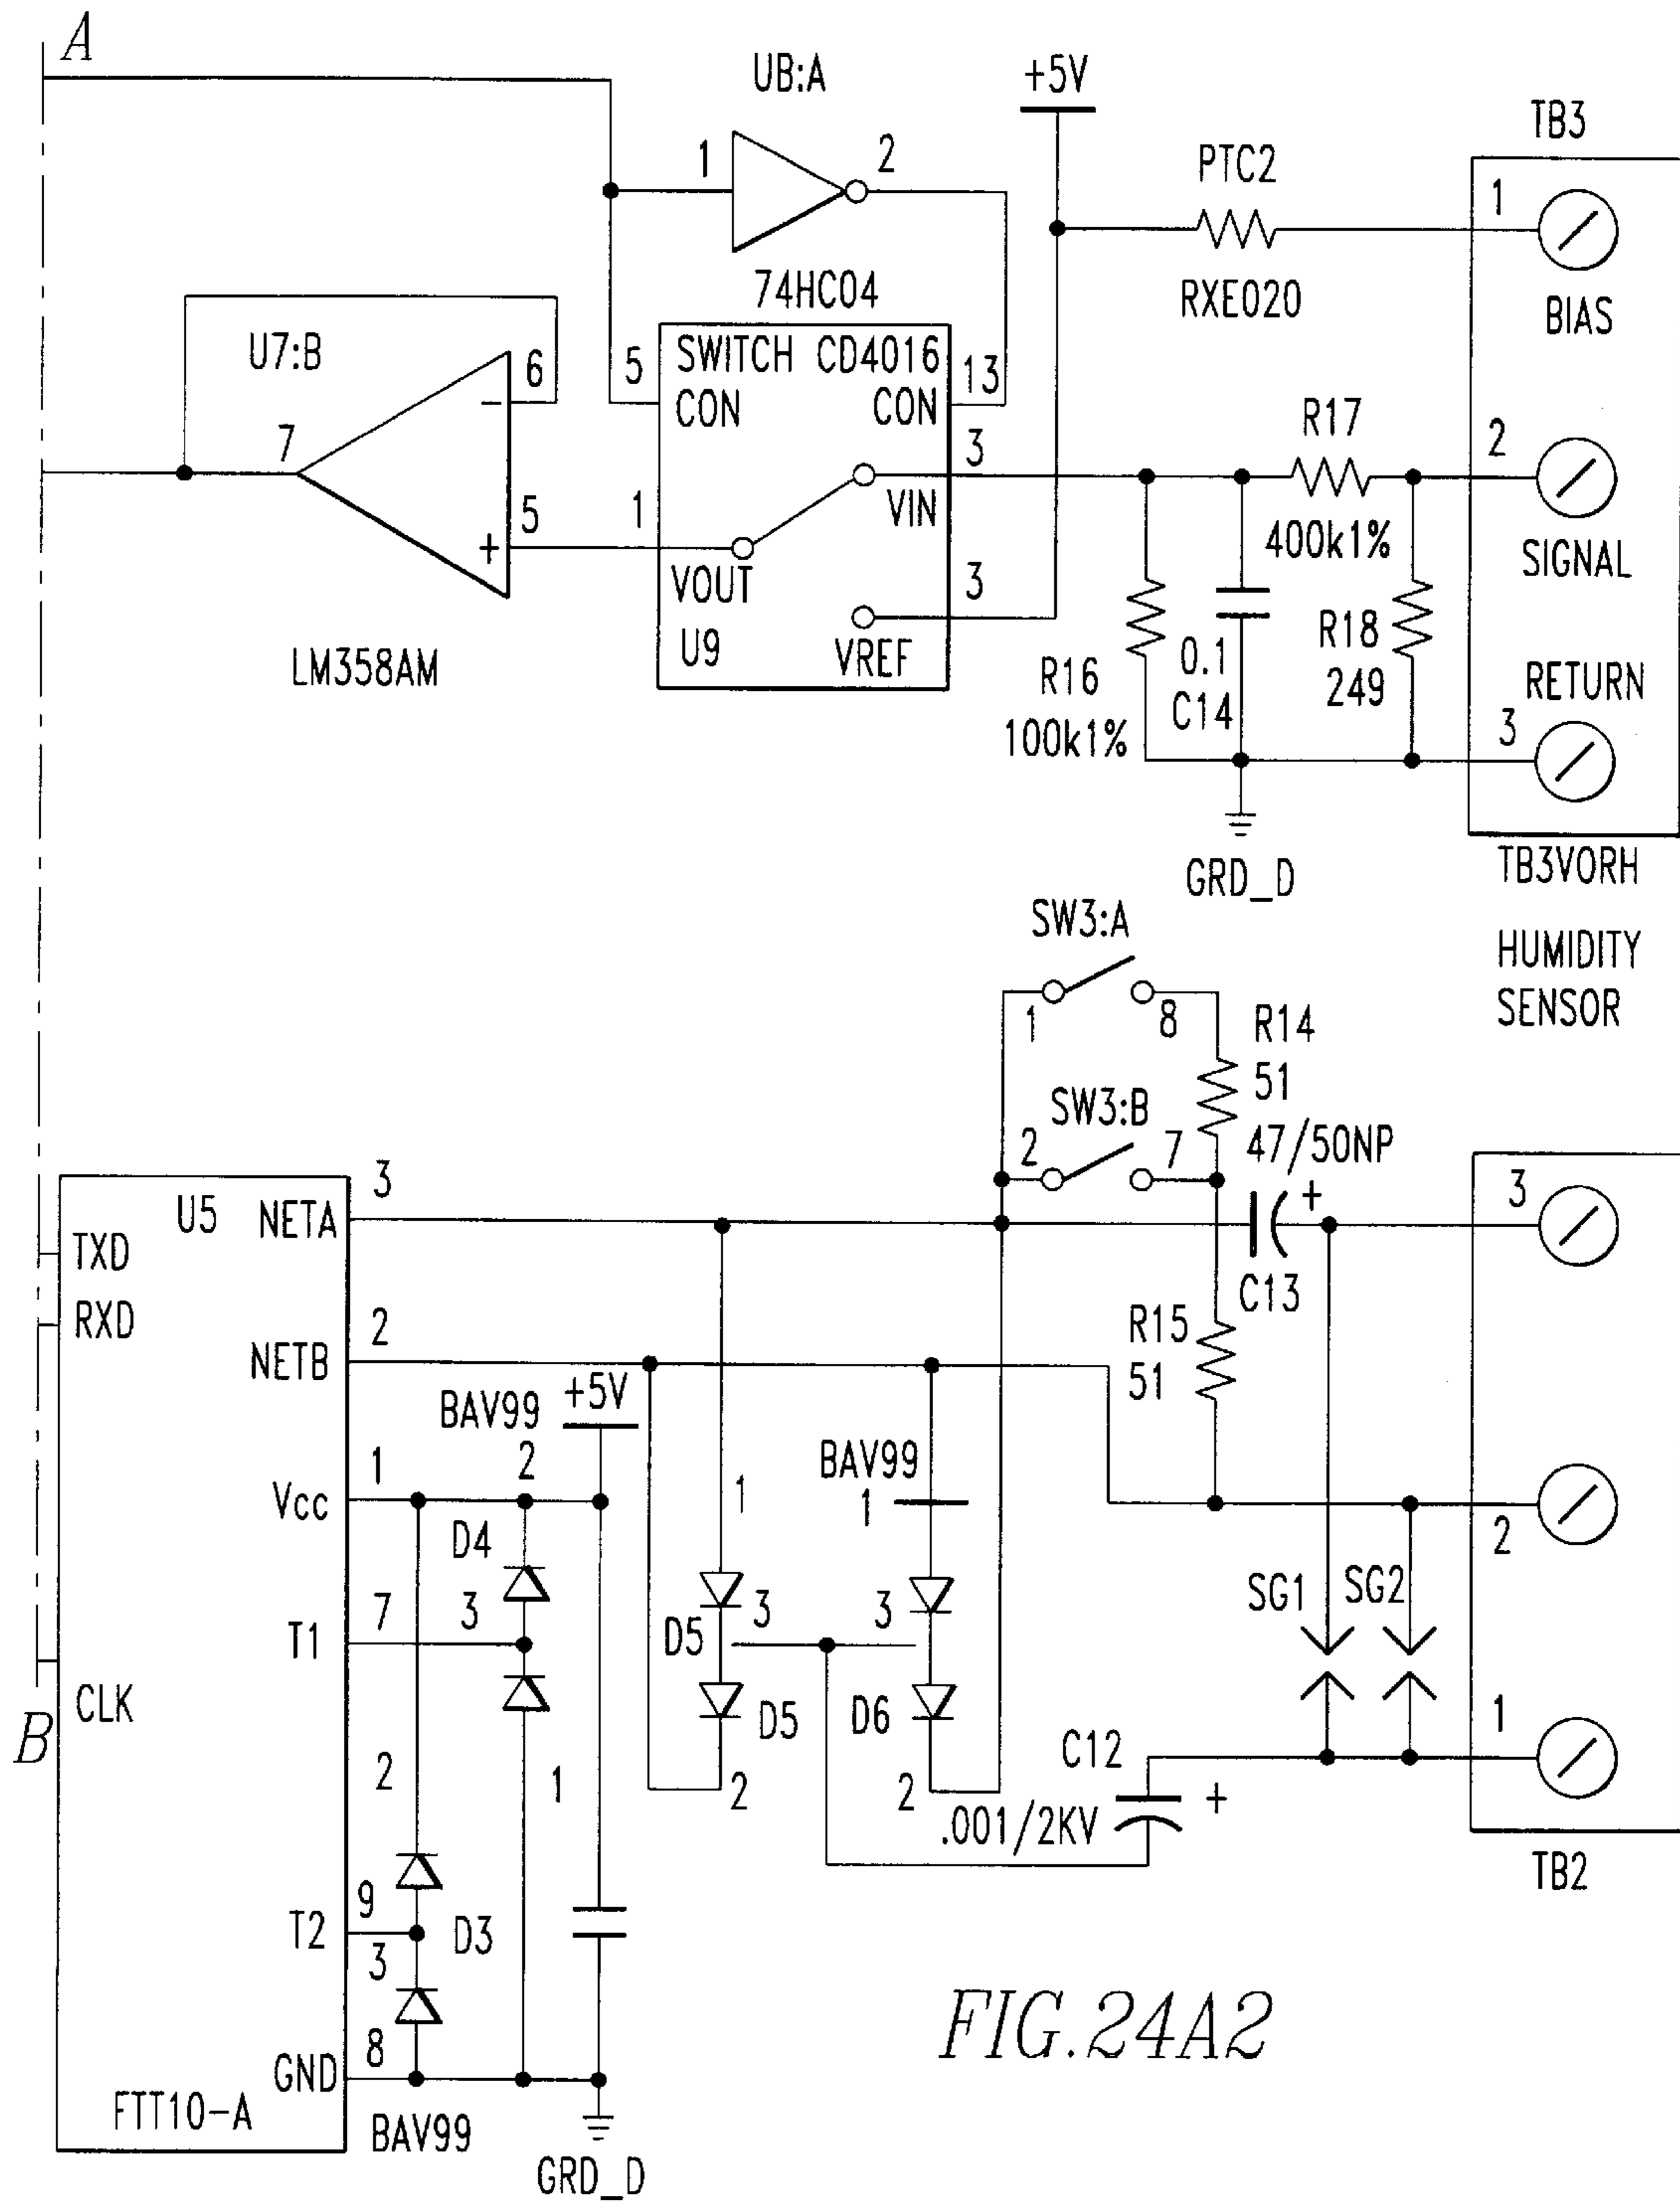 A
UB:A
+5V
TB3
1
2
PTC2
1
74HC04
RXE020
BIAS
U7:B
6
-
5
SWITCH CD4016
CON
CON
13
R17
2
7
3
VIN
400k1%
SIGNAL
5
+
1
VOUT
3
U9
VREF
R18
249
RETURN
LM358AM
R16
100k1%
0.1
C14
3
GRD_D
TB3VORH
HUMIDITY
SENSOR
SW3:A
1
8
R14
51
SW3:B
2
7
47/50NP
+
C13
3
U5
NETA
3
TXD
RXD
2
NETB
R15
51
BAV99
+5V
2
1
Vcc
D4
1
BAV99
1
2
7
T1
3
D5
3
3
SG1
SG2
CLK
B
D5
D6
C12
1
2
1
2
2
.001/2KV
+
TB2
9
T2
D3
3
8
GND
FTT10-A
BAV99
GRD_D
FIG.24A2